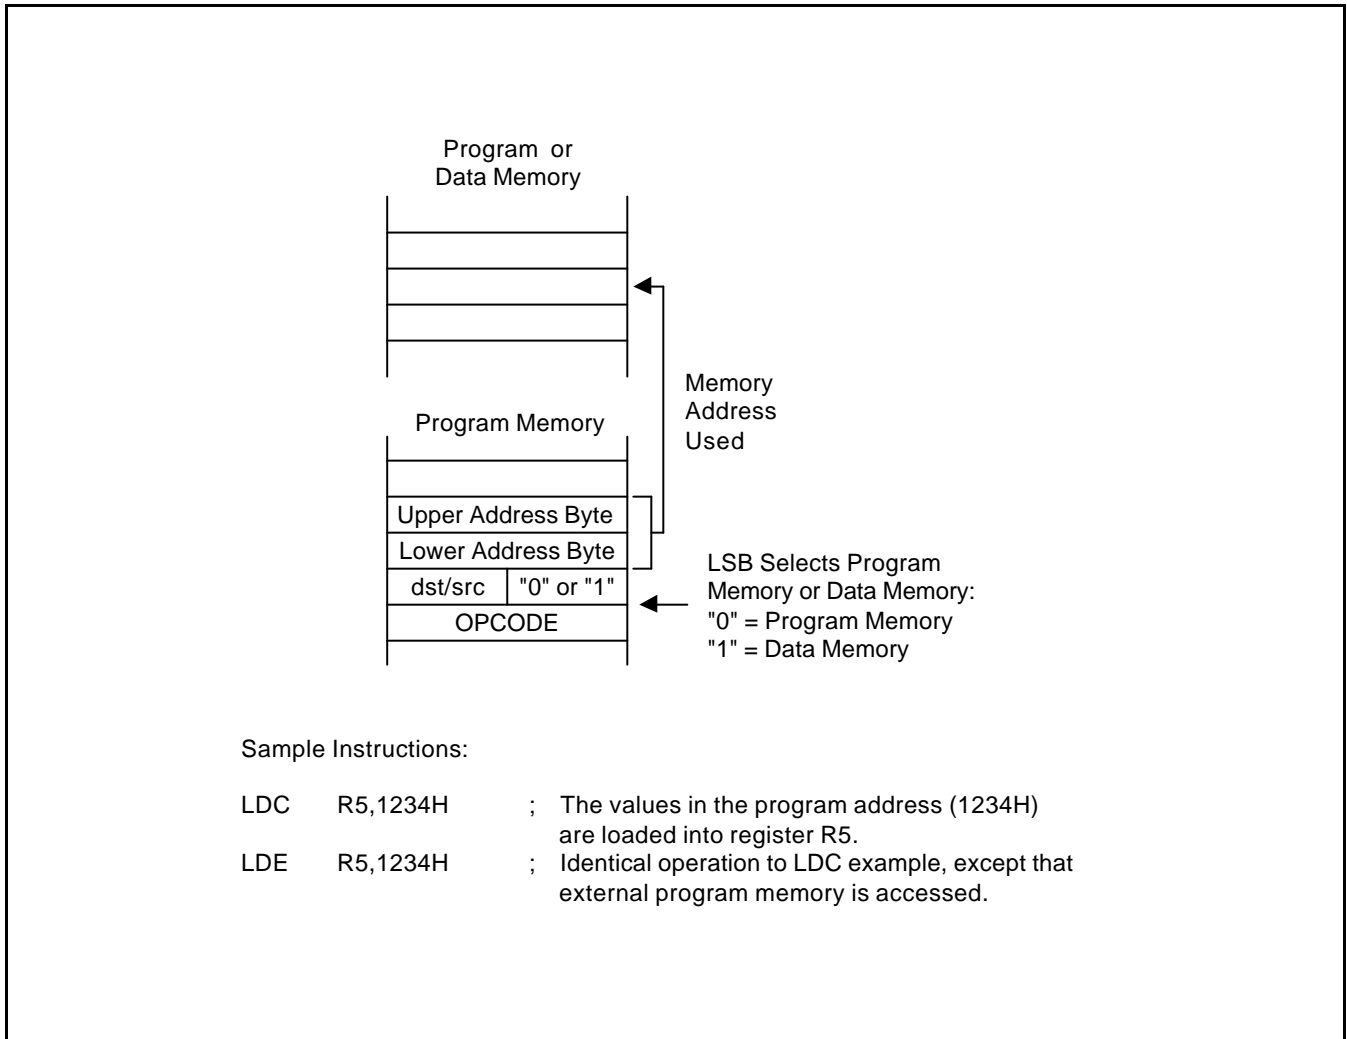 Program or
Data Memory
Memory
Address
Used
Program Memory
Upper Address Byte
Lower Address Byte
dst/src "0" or "1"
OPCODE
LSB Selects Program
Memory or Data Memory:
"0" = Program Memory
"1" = Data Memory
Sample Instructions:
LDC R5,1234H ; The values in the program address (1234H)
are loaded into register R5.
LDE R5,1234H ; Identical operation to LDC example, except that
external program memory is accessed.